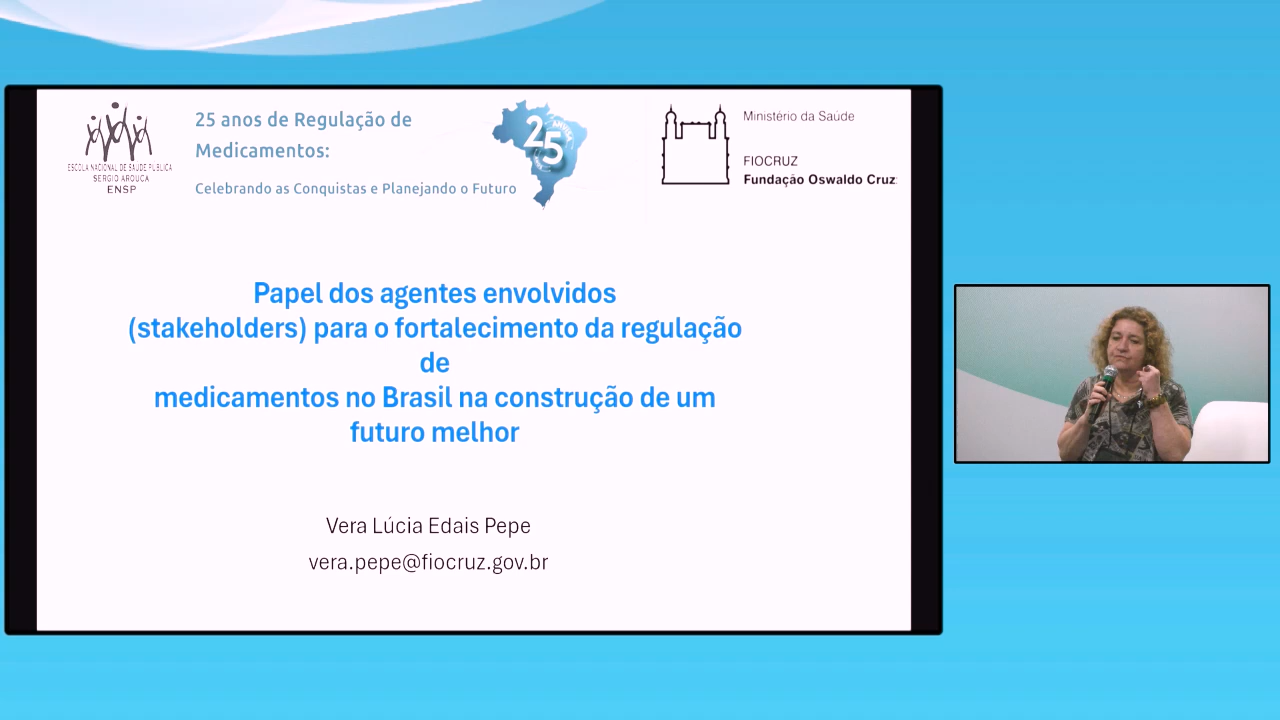 ESCOLA NACIONAL DE SAÚDE PÚBLICA
SERGIO AROUCA
ENSP
25 anos de Regulação de
Medicamentos:
Celebrando as Conquistas e Planejando o Futuro
25
ANVISA
Ministério da Saúde
FIOCRUZ
Fundação Oswaldo Cruz
Papel dos agentes envolvidos
(stakeholders) para o fortalecimento da regulação
de
medicamentos no Brasil na construção de um
futuro melhor
Vera Lúcia Edais Pepe
vera.pepe@fiocruz.gov.br